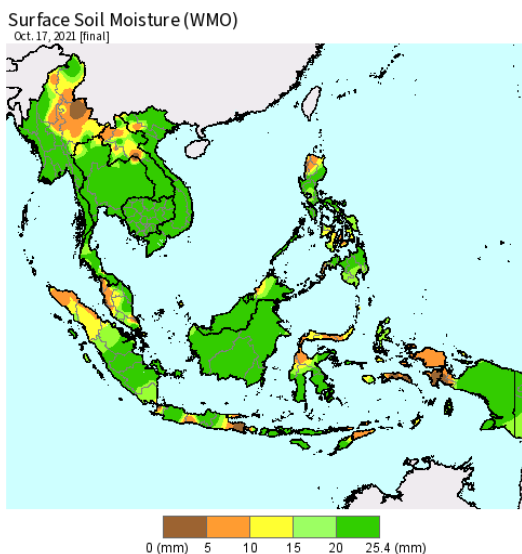 Surface Soil Moisture (WMO)
Oct. 17, 2021 [final]
0 (mm) 5 10 15 20 25.4 (mm)